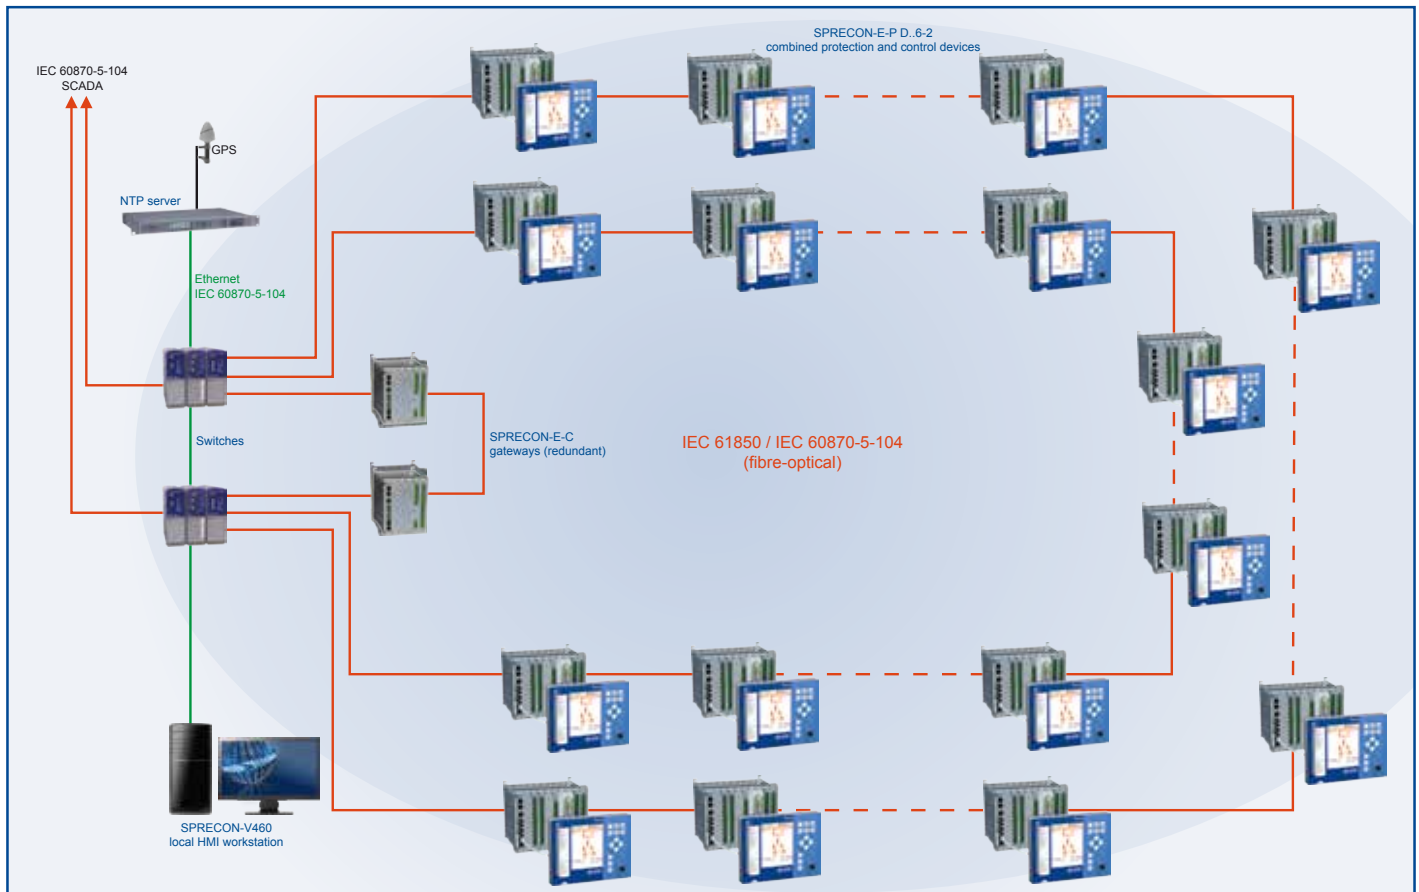 SPRECON-E-P D..6-2
combined protection and control devices
IEC 60870-5-104
SCADA
GPS
NTP server
Ethernet
IEC 60870-5-104
Switches
SPRECON-E-C
gateways (redundant)
IEC 61850 / IEC 60870-5-104
(fibre-optical)
SPRECON-V460
local HMI workstation